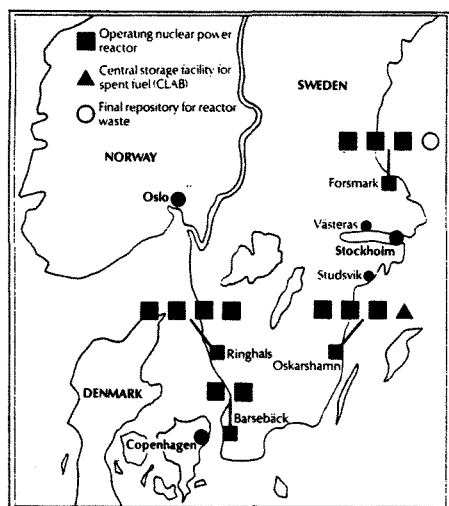 Operating nuclear power
reactor
Central storage facility for
spent fuel (CLAB)
Final repository for reactor
waste
SWEDEN
NORWAY
Oslo
Forsmark
Västeras
Stockholm
Studsvik
Ringhals
Oskarshamn
DENMARK
Barsebäck
Copenhagen